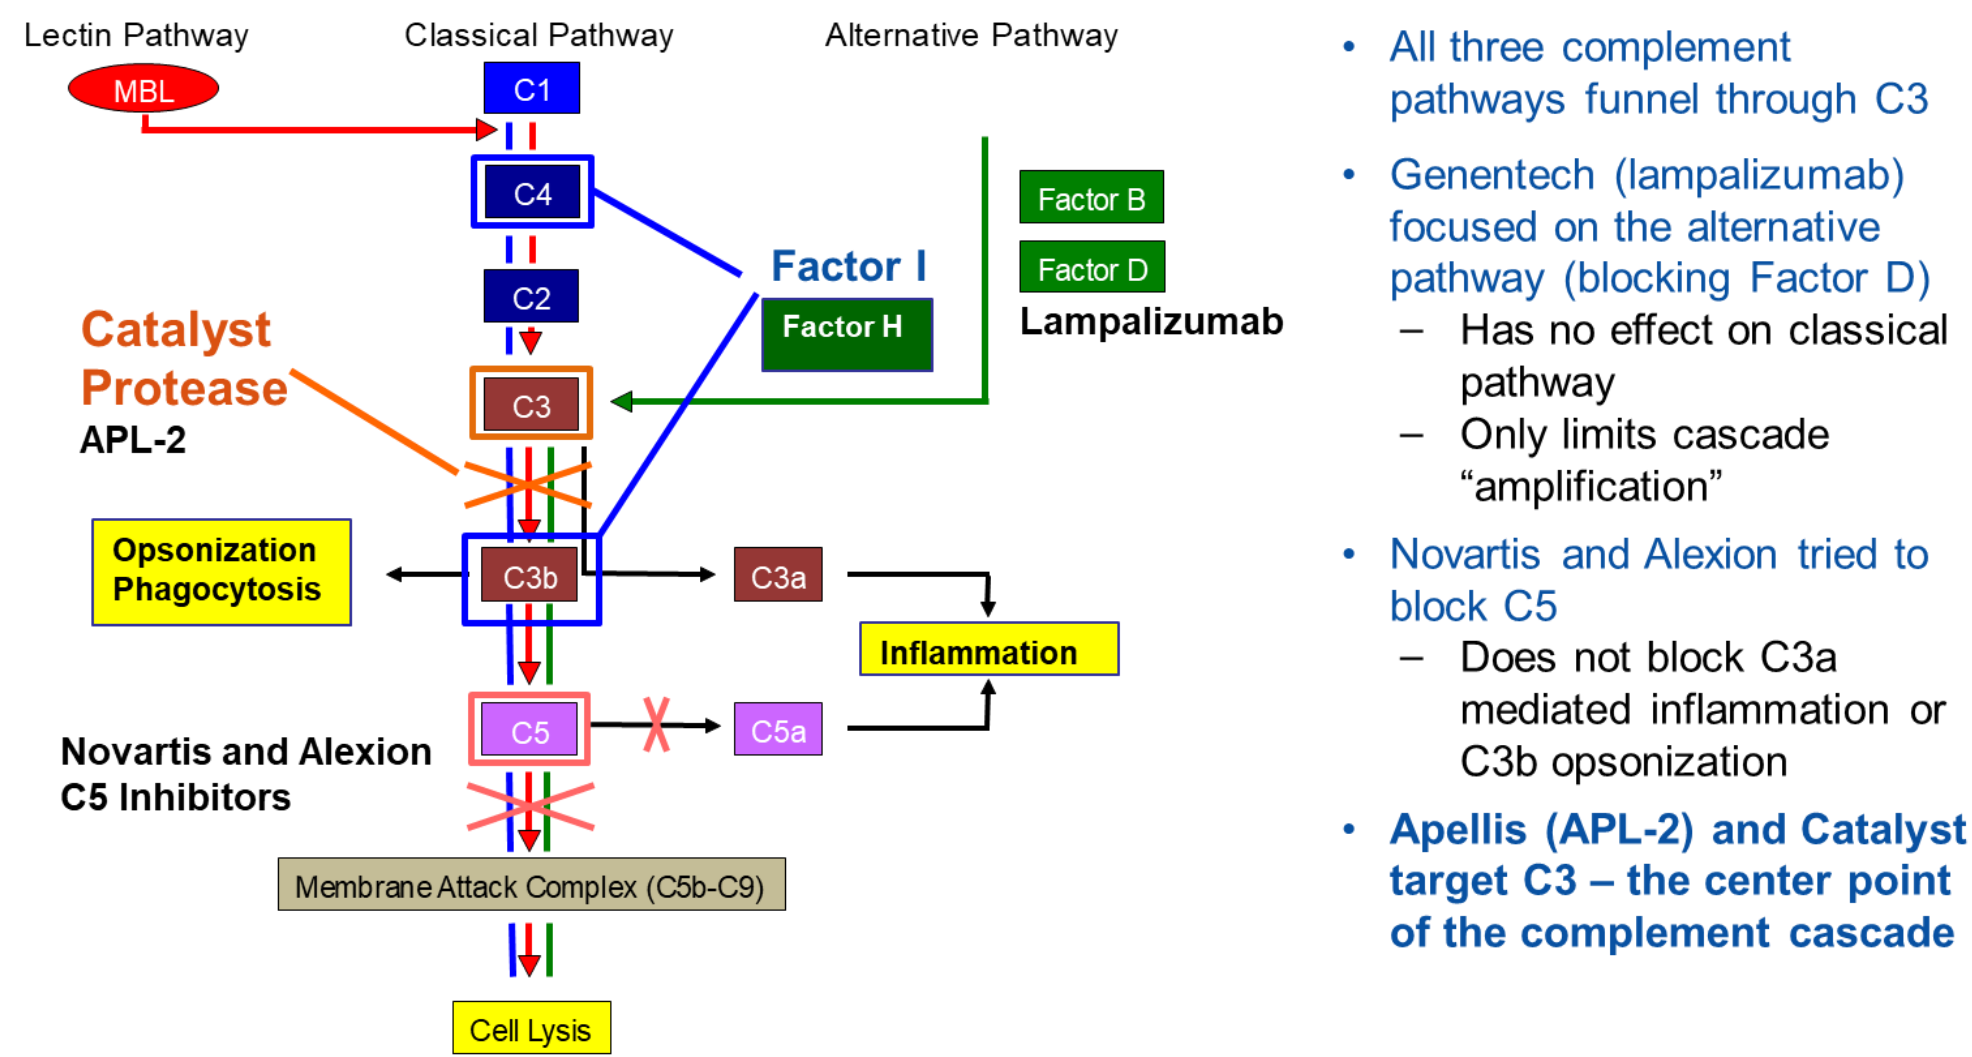 Lectin Pathway
Classical Pathway
Alternative Pathway
MBL
C1
C4
Factor B
Factor I
Factor D
C2
Factor H
Lampalizumab
Catalyst
Protease
APL-2
C3
Opsonization
Phagocytosis
C3b
C3a
Inflammation
C5
C5a
Novartis and Alexion
C5 Inhibitors
Membrane Attack Complex (C5b-C9)
Cell Lysis
• All three complement
pathways funnel through C3
• Genentech (lampalizumab)
focused on the alternative
pathway (blocking Factor D)
– Has no effect on classical
pathway
– Only limits cascade
“amplification”
• Novartis and Alexion tried to
block C5
– Does not block C3a
mediated inflammation or
C3b opsonization
• Apellis (APL-2) and Catalyst
target C3 – the center point
of the complement cascade